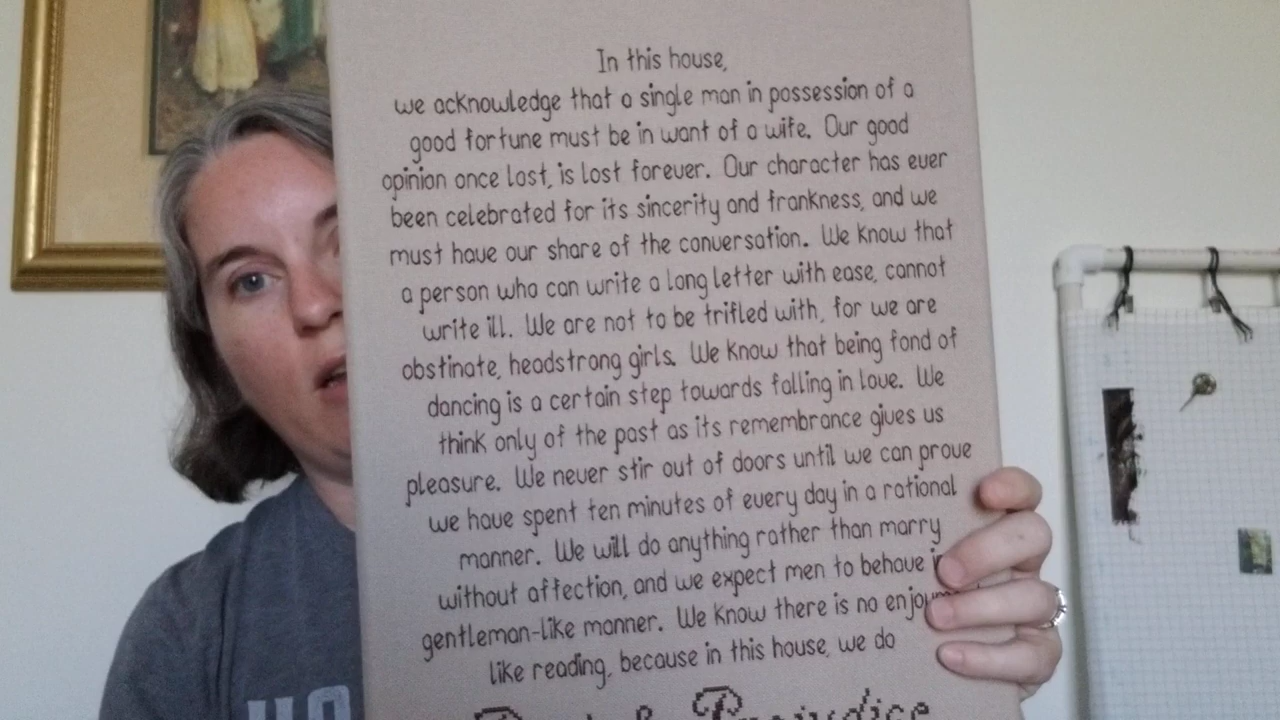 In this house,
we acknowledge that a single man in possession of a
good fortune must be in want of a wife. Our good
opinion once lost, is lost forever. Our character has ever
been celebrated for its sincerity and frankness, and we
must have our share of the conversation. We know that
a person who can write a long letter with ease, cannot
write ill. We are not to be trifled with, for we are
obstinate, headstrong girls. We know that being fond of
dancing is a certain step towards falling in love. We
think only of the past as its remembrance gives us
pleasure. We never stir out of doors until we can prove
we have spent ten minutes of every day in a rational
manner. We will do anything rather than marry
without affection, and we expect men to behave in
gentleman-like manner. We know there is no
like reading, because in this house, we do
Prejudice